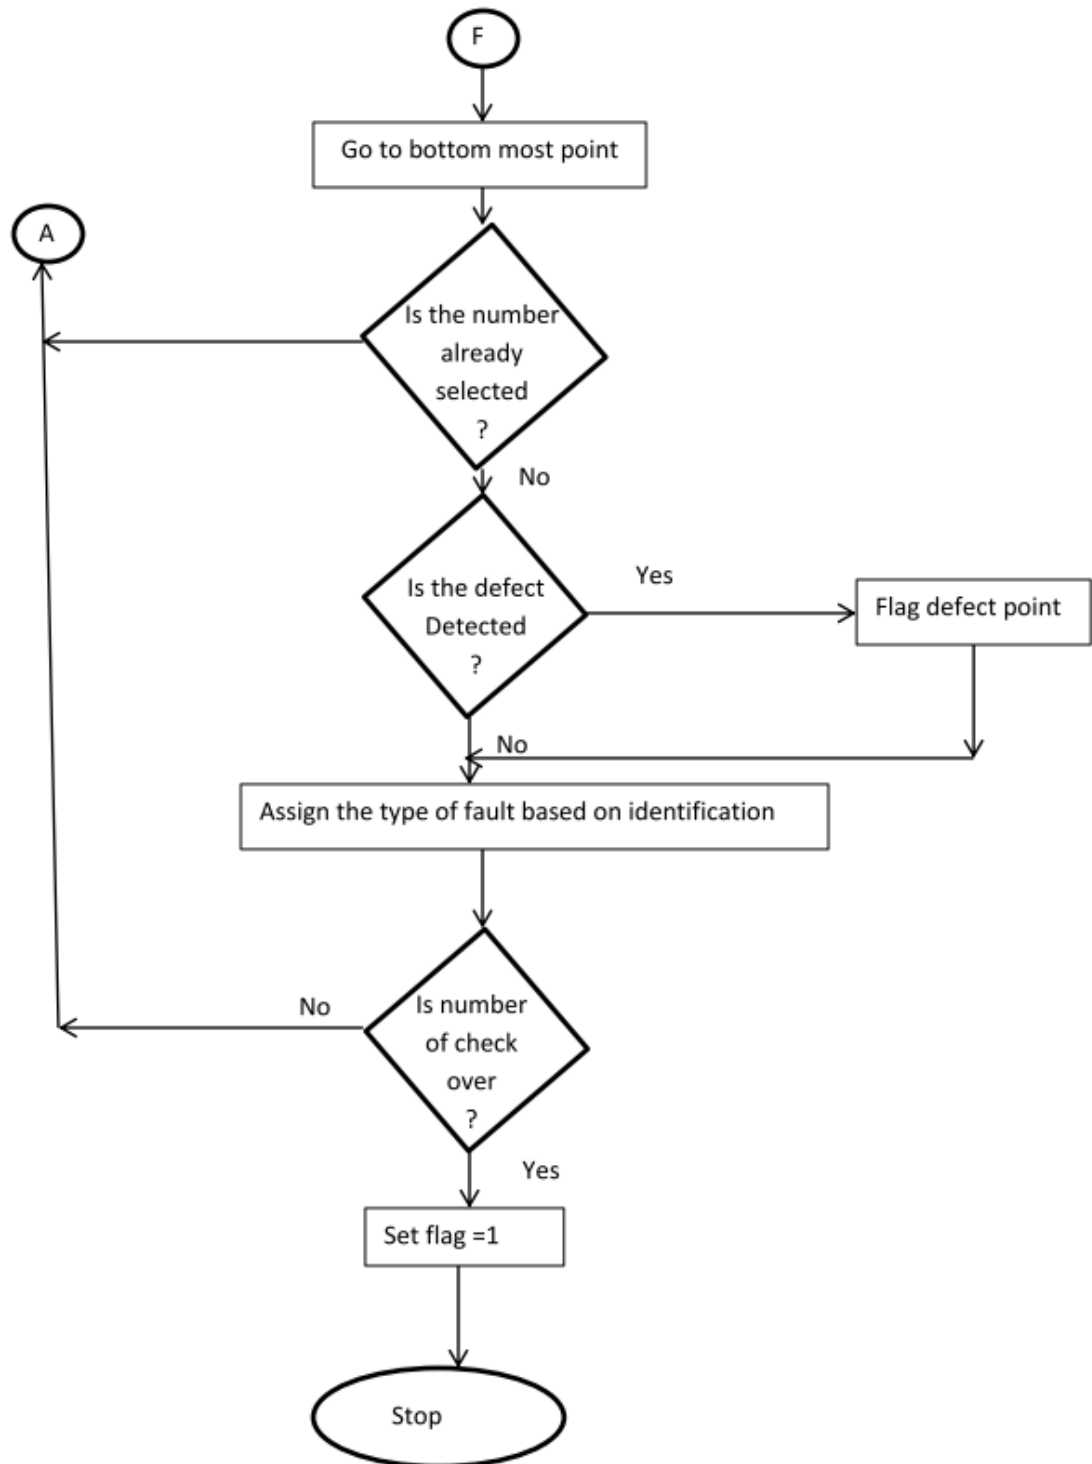 F
Go to bottom most point
A
Is the number
already
selected
?
No
Is the defect
Detected
?
Yes
Flag defect point
No
Assign the type of fault based on identification
No
Is number
of check
over
?
Yes
Set flag =1
Stop